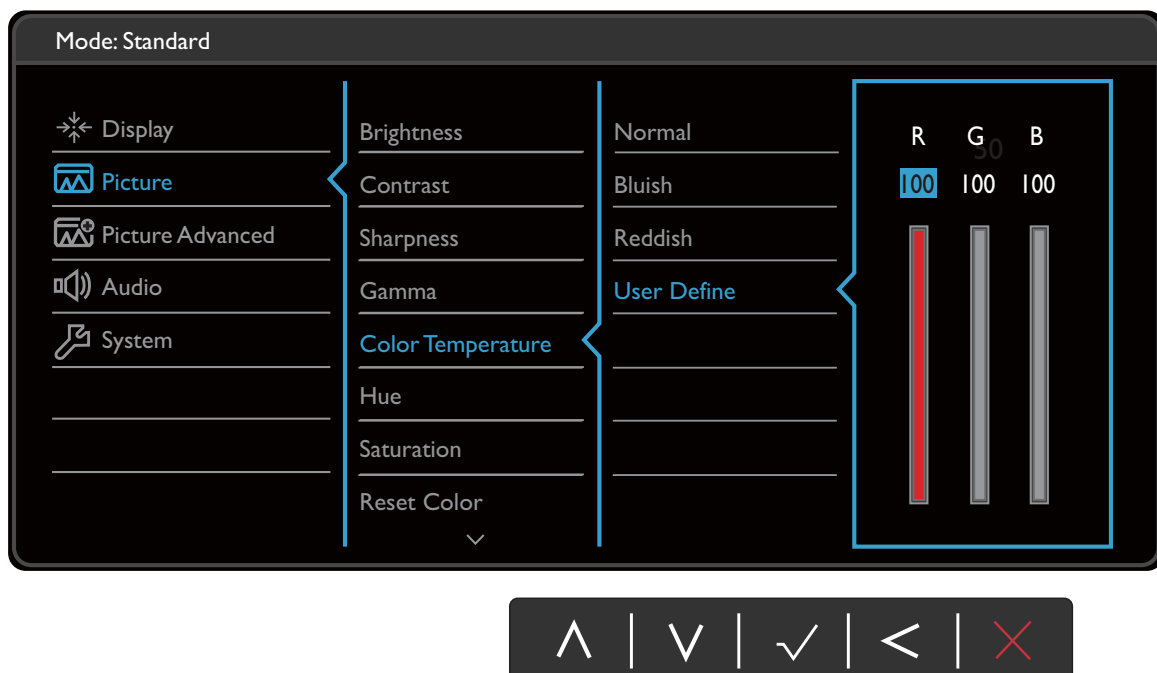 Mode: Standard
Display
Picture
Picture Advanced
Audio
System
Brightness
Contrast
Sharpness
Gamma
Color Temperature
Hue
Saturation
Reset Color
Normal
Bluish
Reddish
User Define
R G B
50
100 100 100